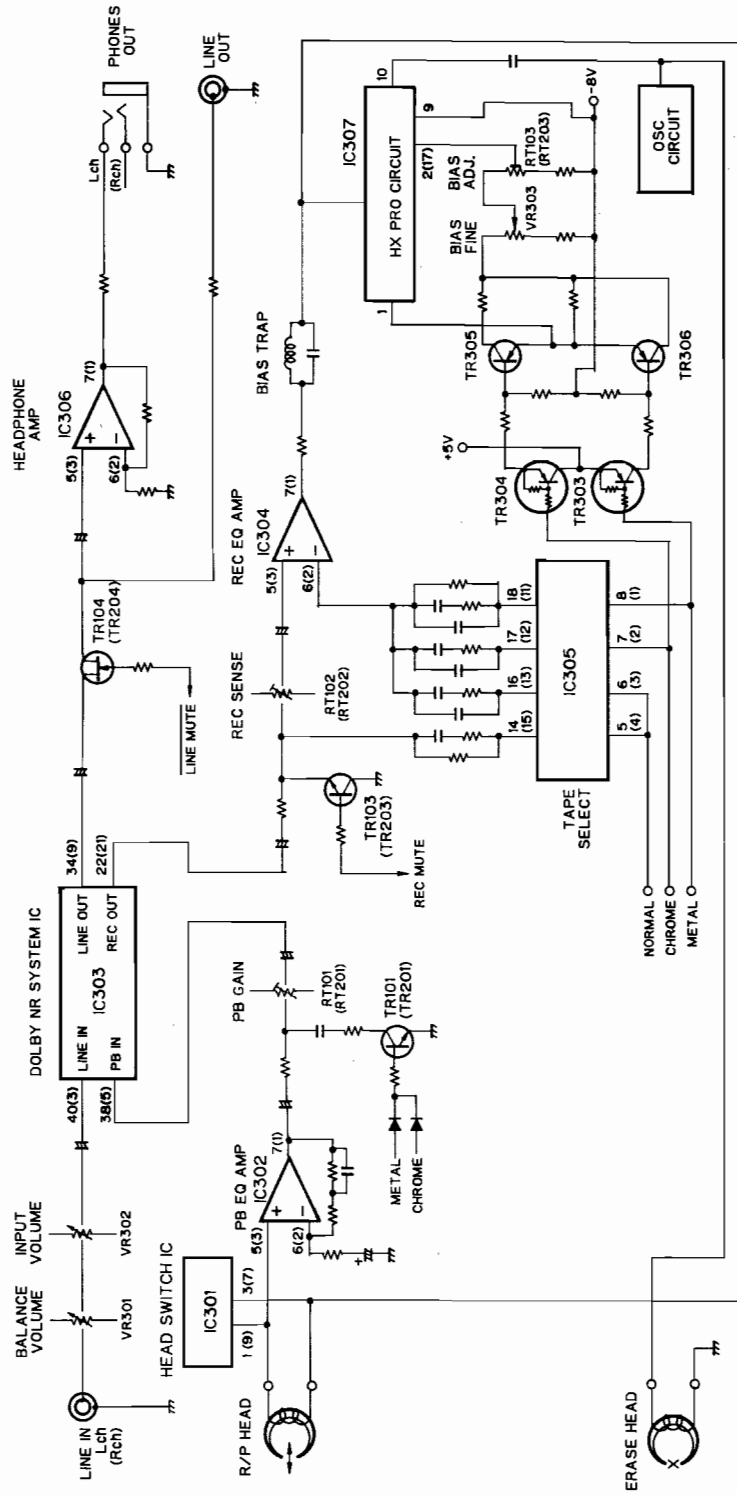 PHONES
OUT
Lch
(Rch)
LINE
OUT
HEADPHONE
AMP
IC306
5(3)
+
6(2)
−
7(1)
TR104
(TR204)
LINE MUTE
DOLBY NR SYSTEM IC
IC303
LINE IN
PB IN
LINE OUT
REC OUT
40(3)
38(5)
34(9)
22(21)
INPUT
VOLUME
VR302
BALANCE
VOLUME
VR301
LINE IN
Lch
(Rch)
HEAD SWITCH IC
IC301
1 (9)
3(7)
R/P HEAD
PB EQ AMP
IC302
5(3)
+
6(2)
−
7(1)
+
PB GAIN
RT101
(RT201)
TR101
(TR201)
METAL
CHROME
REC SENSE
RT102
(RT202)
TR103
(TR203)
REC MUTE
REC EQ AMP
IC304
5(3)
+
6(2)
−
7(1)
BIAS TRAP
IC307
HX PRO CIRCUIT
1
2(17)
9
10
BIAS
FINE
VR303
BIAS
ADJ.
RT103
(RT203)
-8V
OSC
CIRCUIT
TR305
TR306
+5V
TR304
TR303
14
(15)
16
(13)
17
(12)
18
(11)
IC305
5
(4)
6
(3)
7
(2)
8
(1)
TAPE
SELECT
NORMAL
CHROME
METAL
ERASE HEAD
X